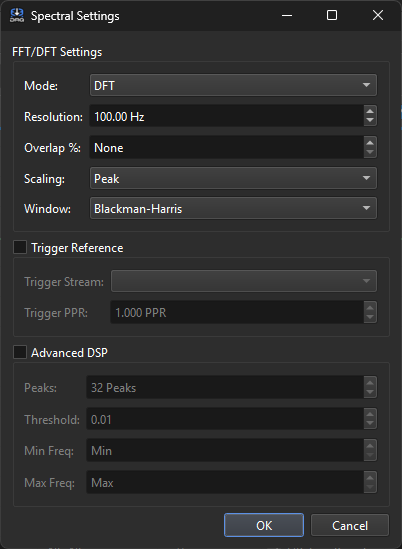 Spectral Settings
FFT/DFT Settings
Mode: DFT
Resolution: 100.00 Hz
Overlap %: None
Scaling: Peak
Window: Blackman-Harris
Trigger Reference
Trigger Stream:
Trigger PPR: 1.000 PPR
Advanced DSP
Peaks: 32 Peaks
Threshold: 0.01
Min Freq: Min
Max Freq: Max
OK Cancel